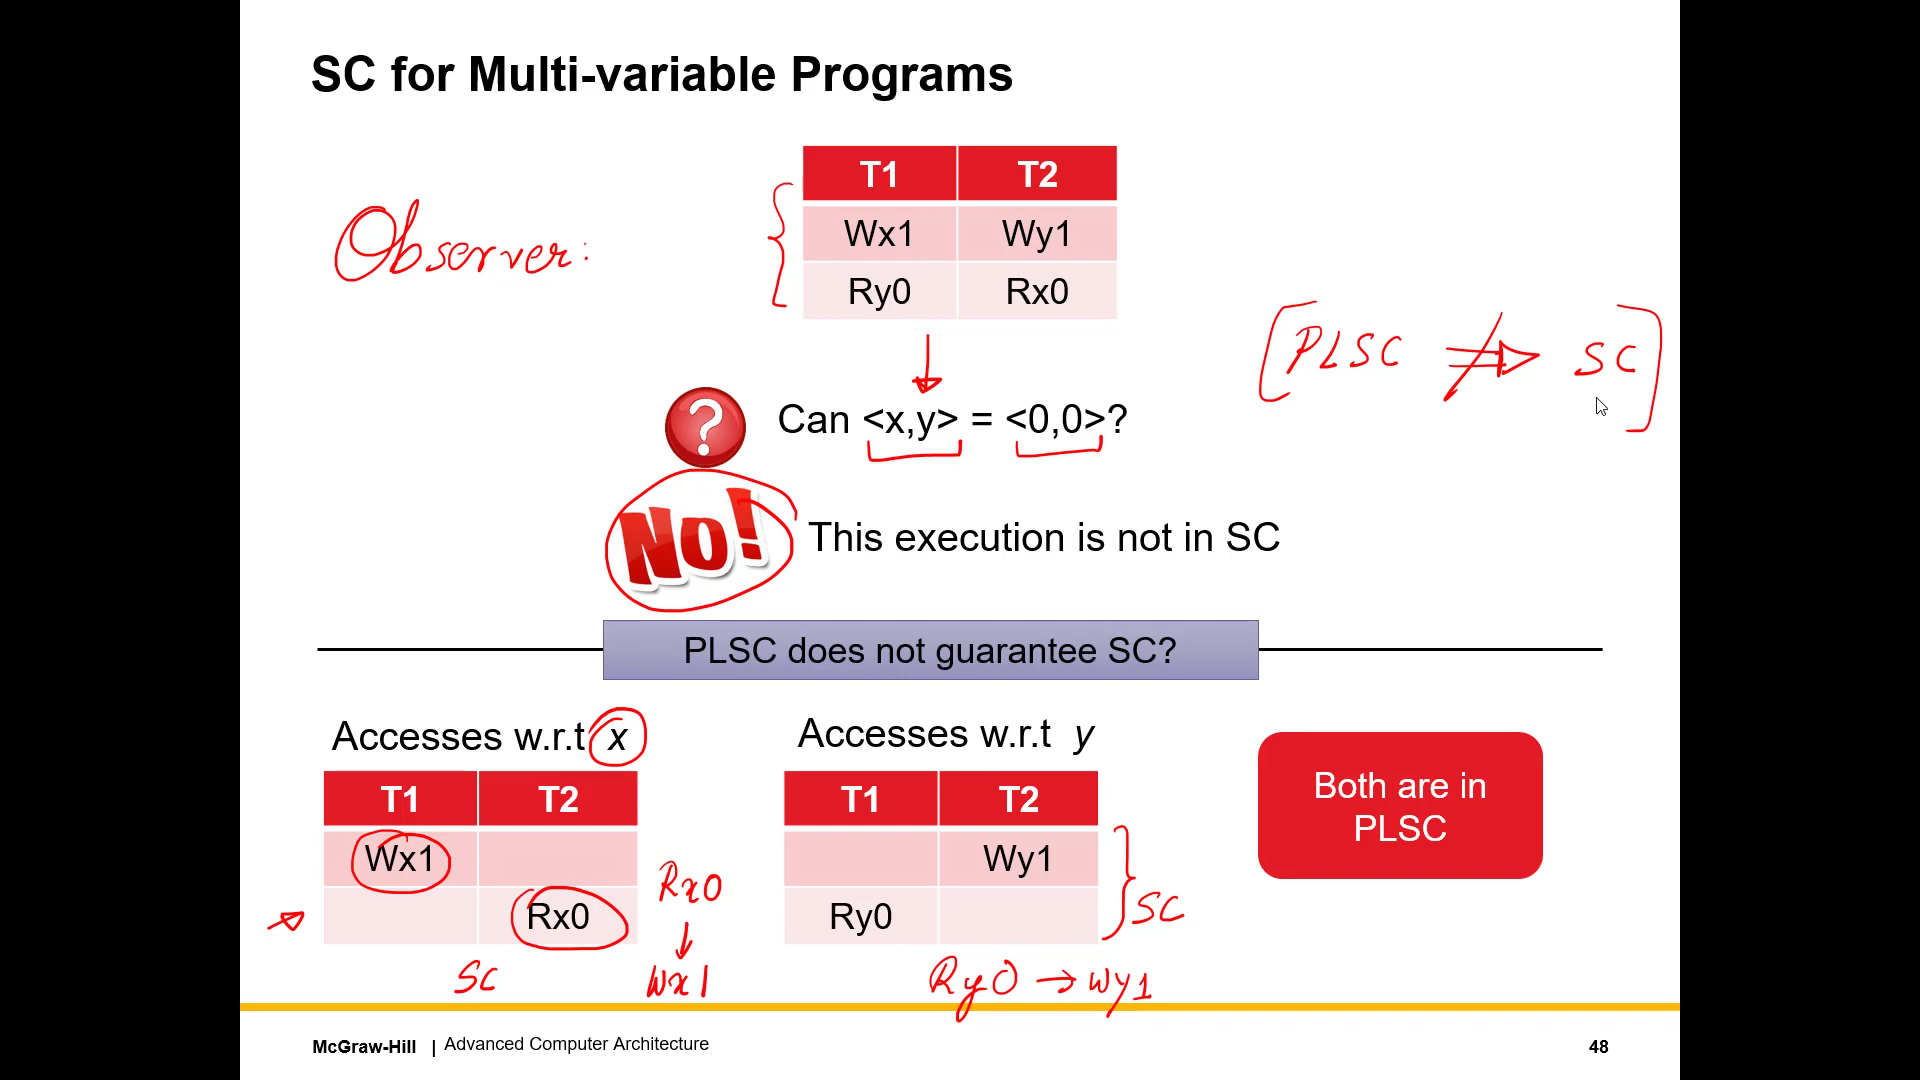 SC for Multi-variable Programs
T1 T2
Wx1 Wy1
Observer:
Ry0 Rx0
[PLSC ⇏ SC]
?
Can <x,y> = <0,0>?
No!
This execution is not in SC
PLSC does not guarantee SC?
Accesses w.r.t x
T1 T2
Wx1
Rx0
SC
Rx0
↓
Wx1
Accesses w.r.t y
T1 T2
Wy1
Ry0
SC
Ry0 → Wy1
Both are in
PLSC
McGraw-Hill | Advanced Computer Architecture
48